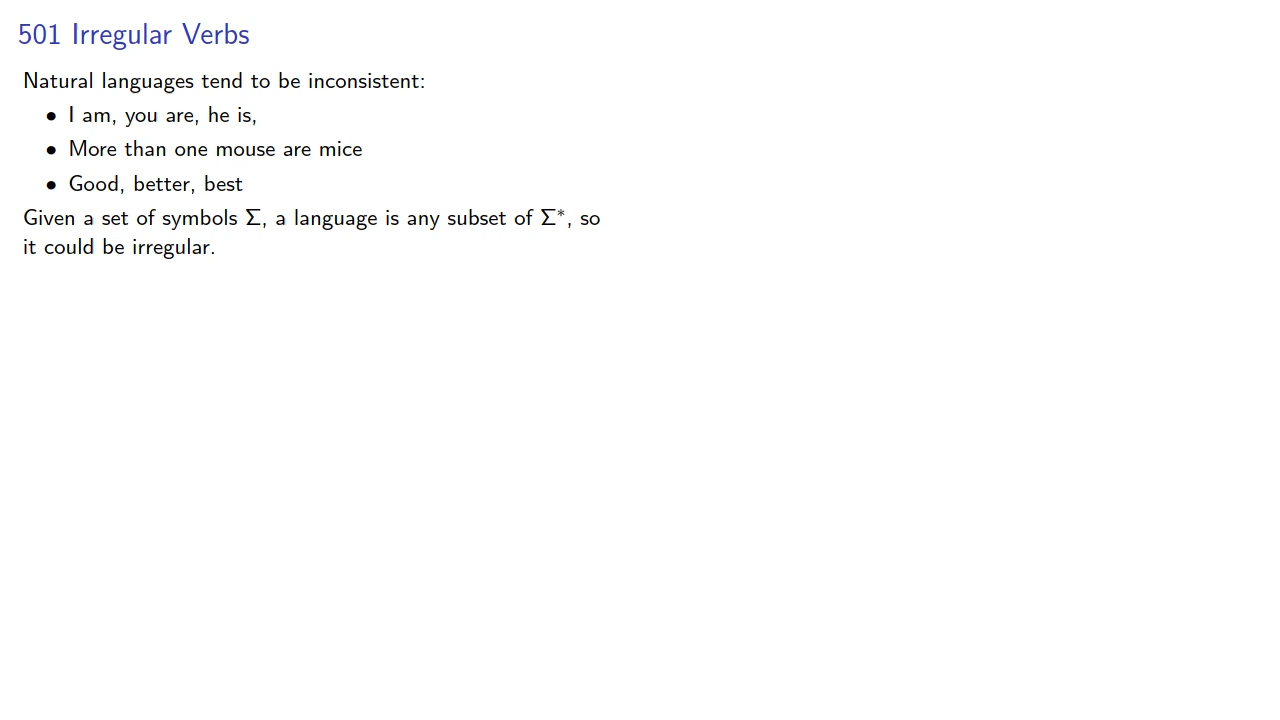 501 Irregular Verbs
Natural languages tend to be inconsistent:
• I am, you are, he is,
• More than one mouse are mice
• Good, better, best
Given a set of symbols Σ, a language is any subset of Σ*, so
it could be irregular.